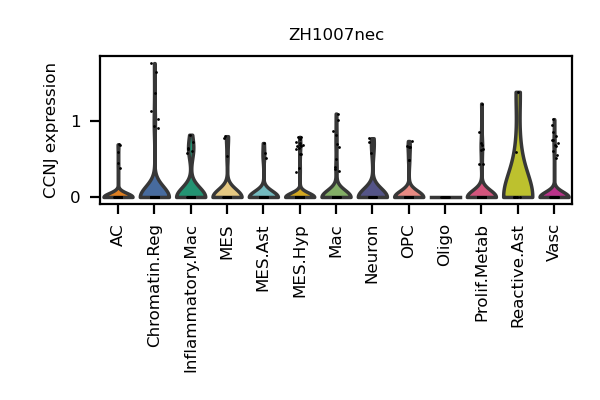 ZH1007nec
CCNJ expression
1
0
AC
Chromatin.Reg
Inflammatory.Mac
MES
MES.Ast
MES.Hyp
Mac
Neuron
OPC
Oligo
Prolif.Metab
Reactive.Ast
Vasc